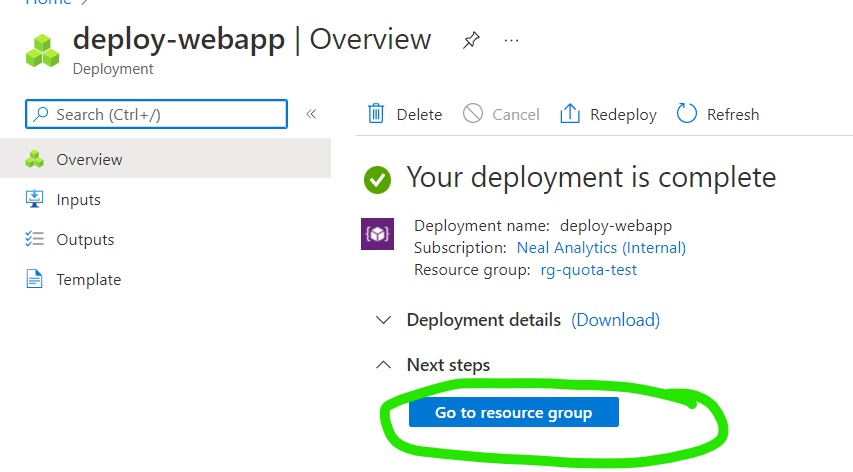 Home >
deploy-webapp | Overview ...
Deployment
Search (Ctrl+/) «
Overview
Inputs
Outputs
Template
Delete Cancel Redeploy Refresh
Your deployment is complete
Deployment name: deploy-webapp
Subscription: Neal Analytics (Internal)
Resource group: rg-quota-test
Deployment details (Download)
Next steps
Go to resource group